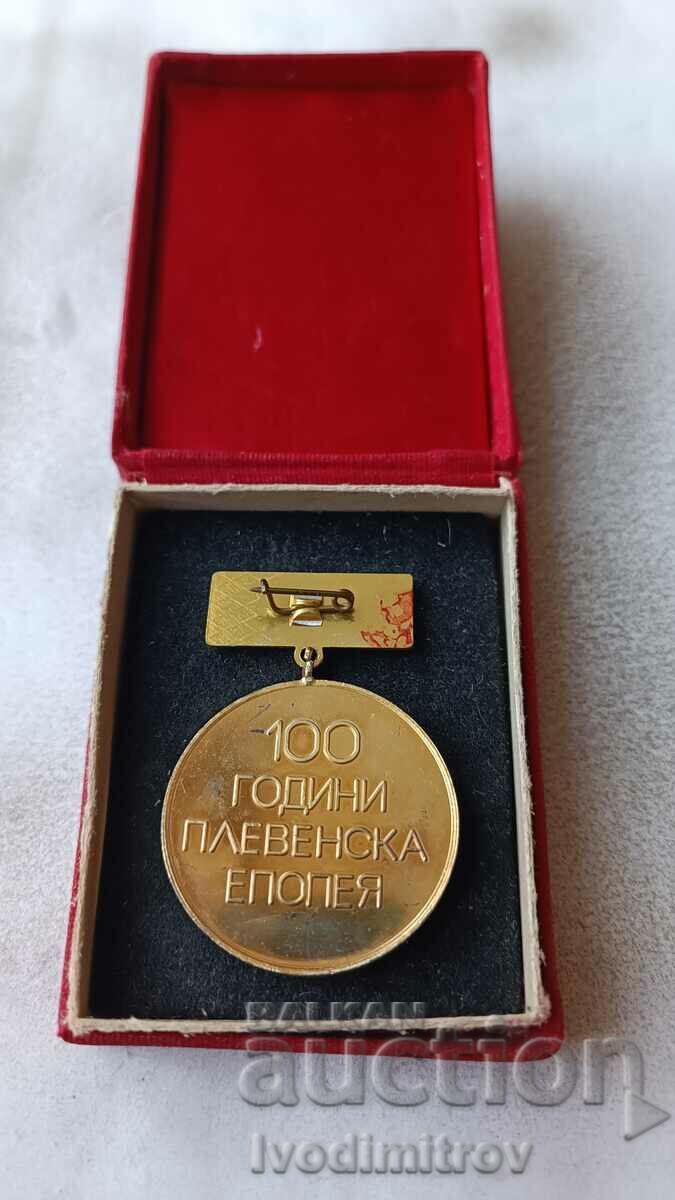 100
ГОДИНИ
ПЛЕВЕНСКА
ЕПОПЕЯ
BALKAN
auction
Ivodimitrov